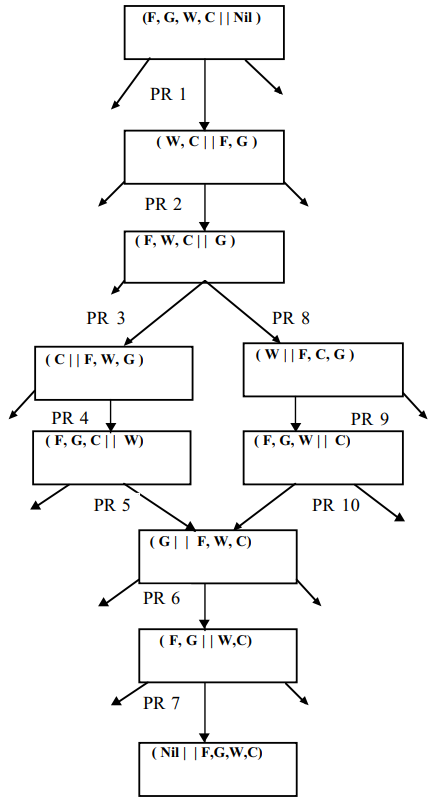 (F, G, W, C || Nil )
PR 1
( W, C || F, G )
PR 2
( F, W, C || G )
PR 3
PR 8
( C || F, W, G )
( W || F, C, G )
PR 4
PR 9
(F, G, C || W)
(F, G, W || C)
PR 5
PR 10
( G | | F, W, C)
PR 6
( F, G || W,C)
PR 7
( Nil | | F,G,W,C)